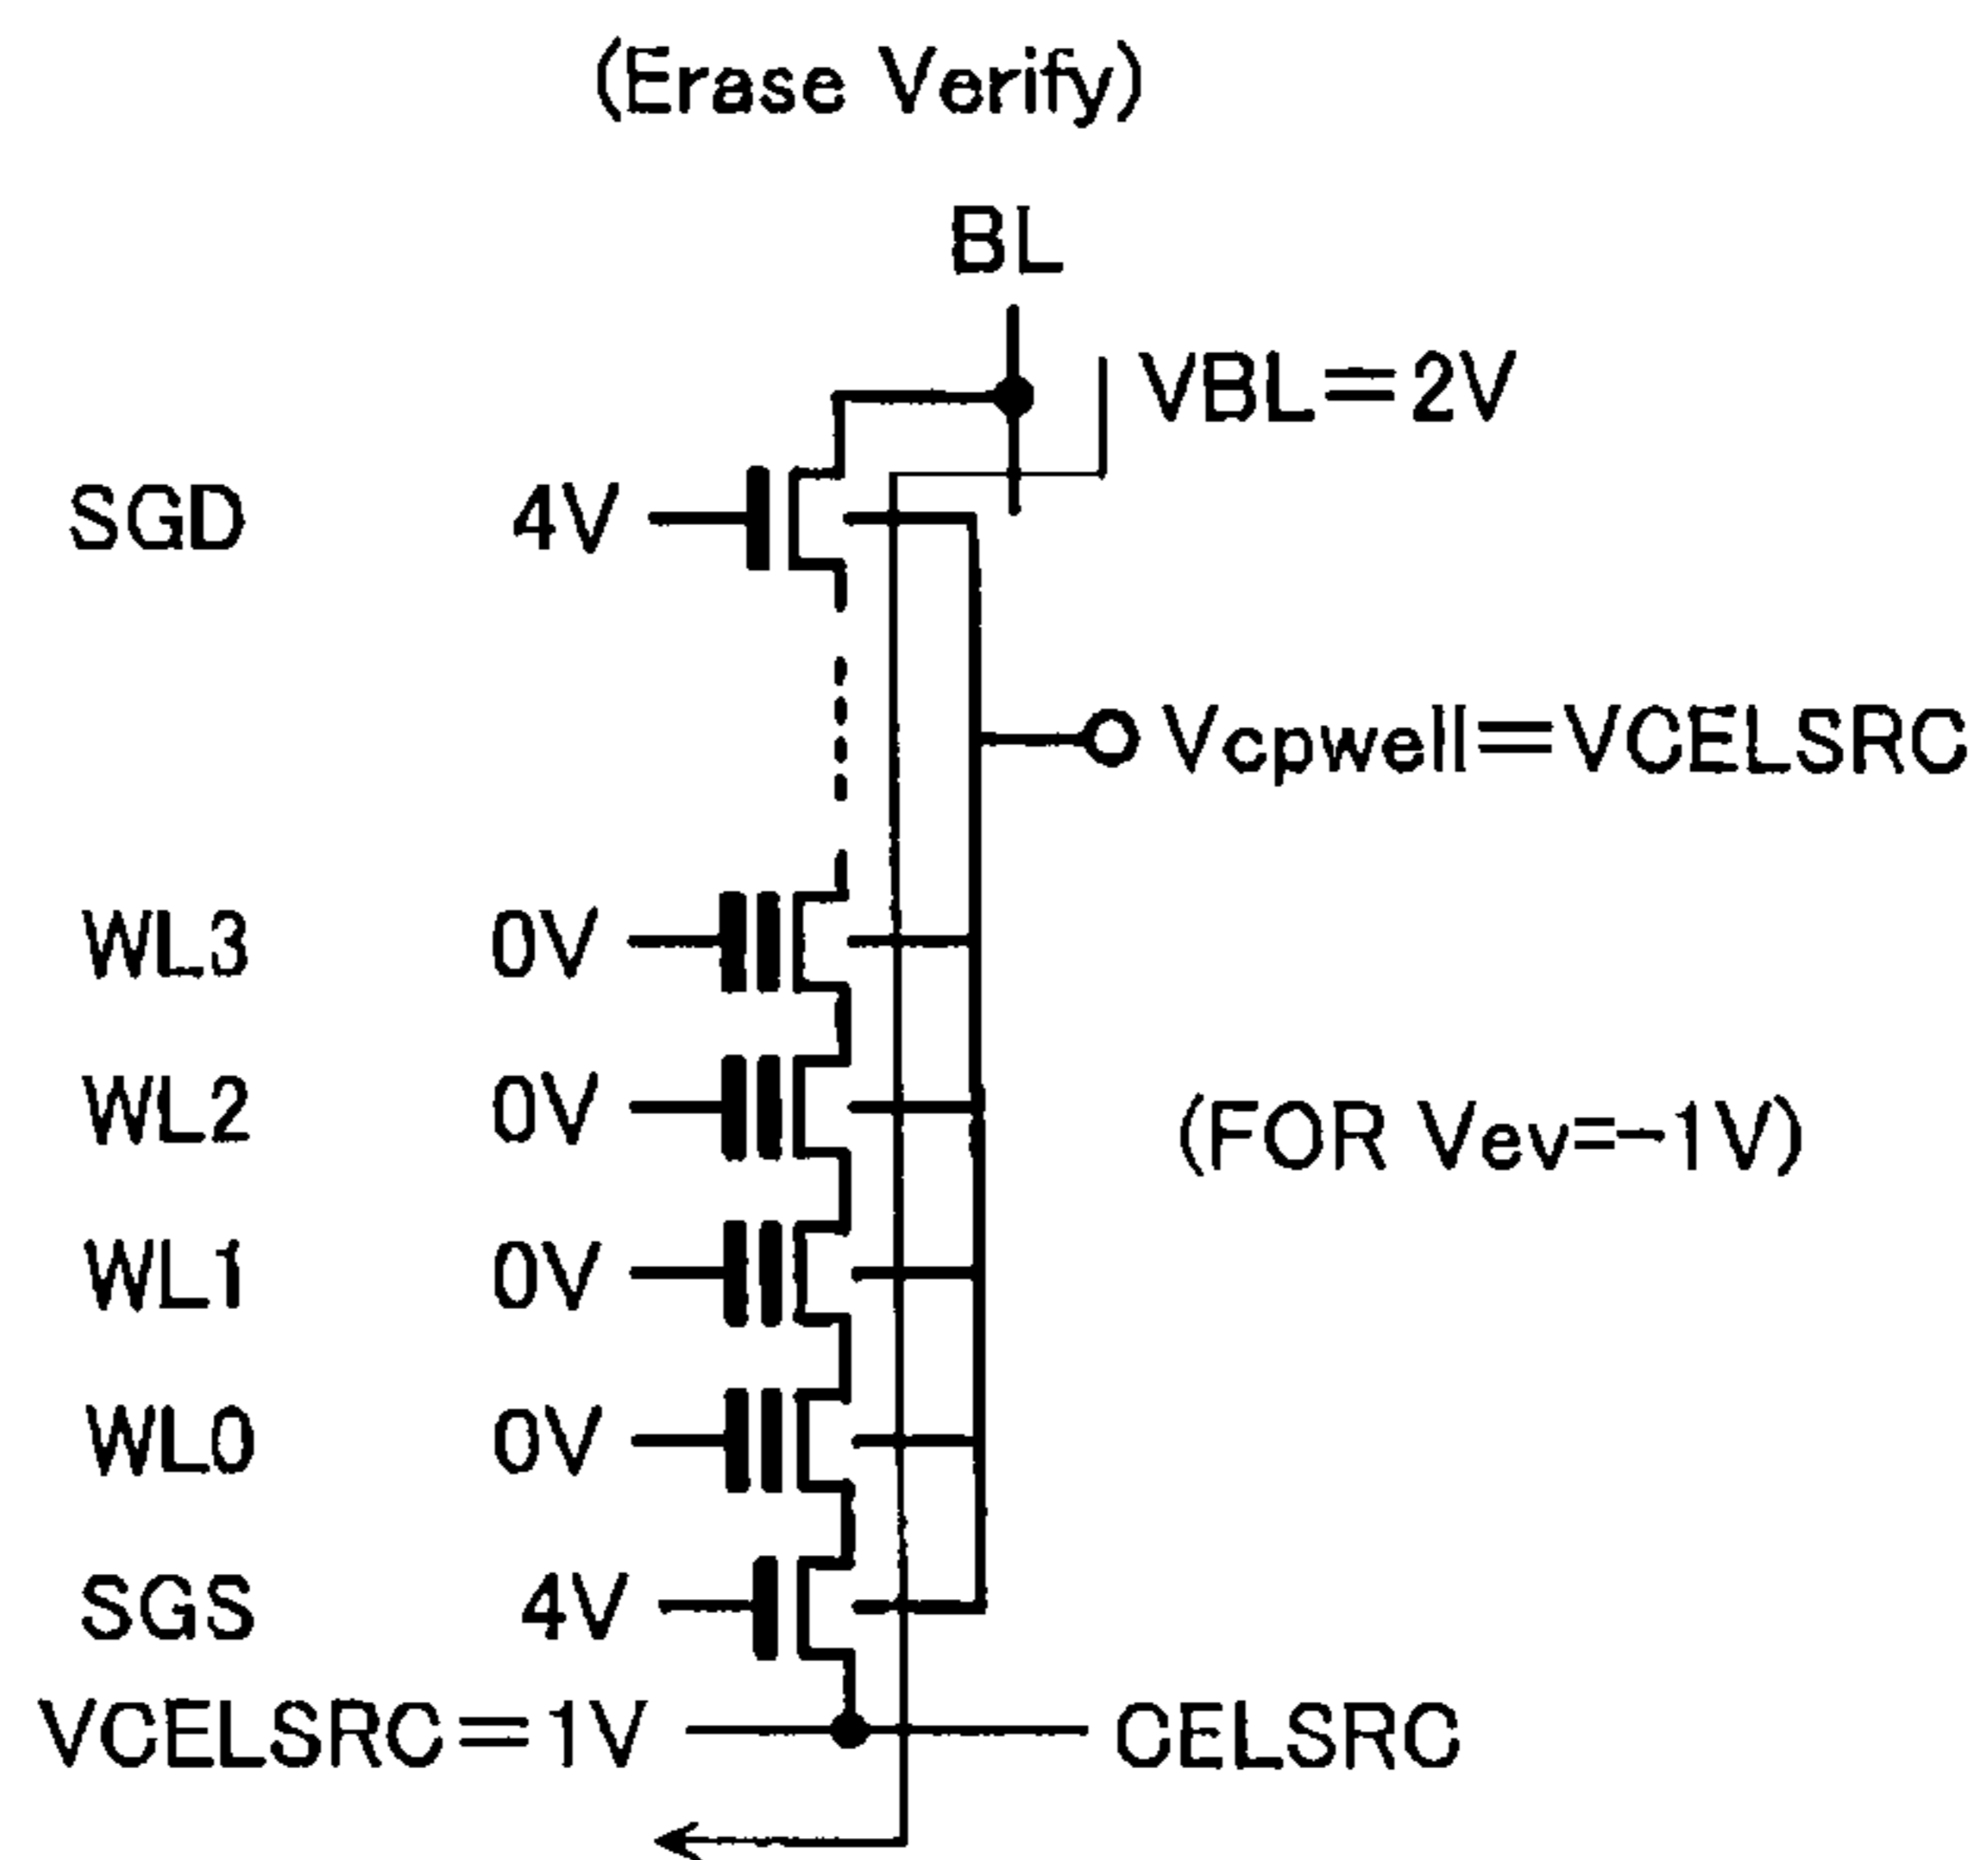 (Erase Verify)
BL
VBL=2V
SGD 4V
Vcpwell=VCELSRC
WL3 0V
WL2 0V
(FOR Vev=-1V)
WL1 0V
WL0 0V
SGS 4V
VCELSRC=1V CELSRC